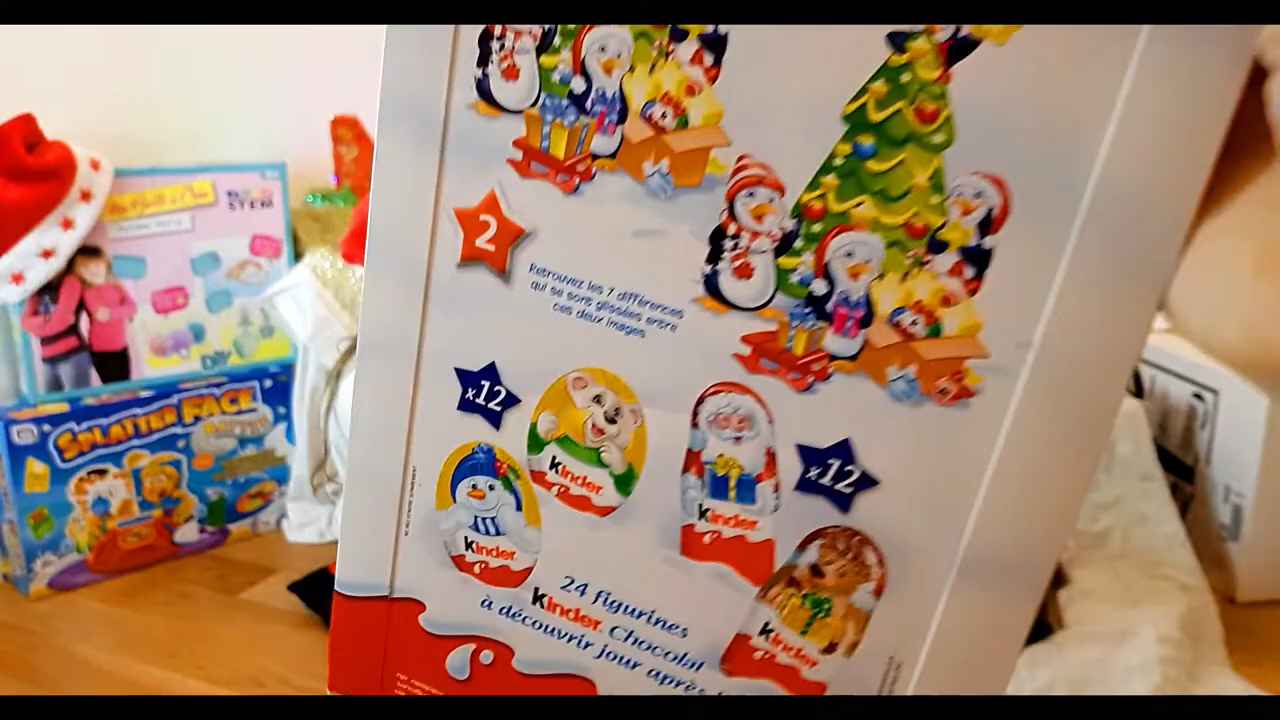 STEM
DIY
SPLATTER FACE
2
Retrouvez les 7 différences
qui se sont glissées entre
ces deux images
x12
Kinder
Kinder
Kinder
x12
Kinder
24 figurines
Kinder Chocolat
à découvrir jour après